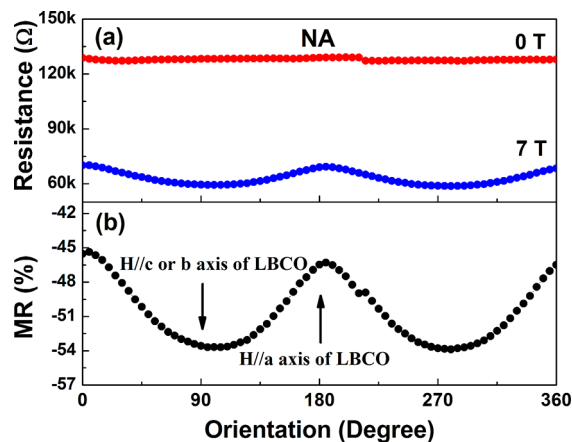 150k
120k
90k
60k
Resistance (Ω)
(a)
NA
0 T
7 T
-42
-45
-48
-51
-54
-57
MR (%)
(b)
H//c or b axis of LBCO
H//a axis of LBCO
0
90
180
270
360
Orientation (Degree)